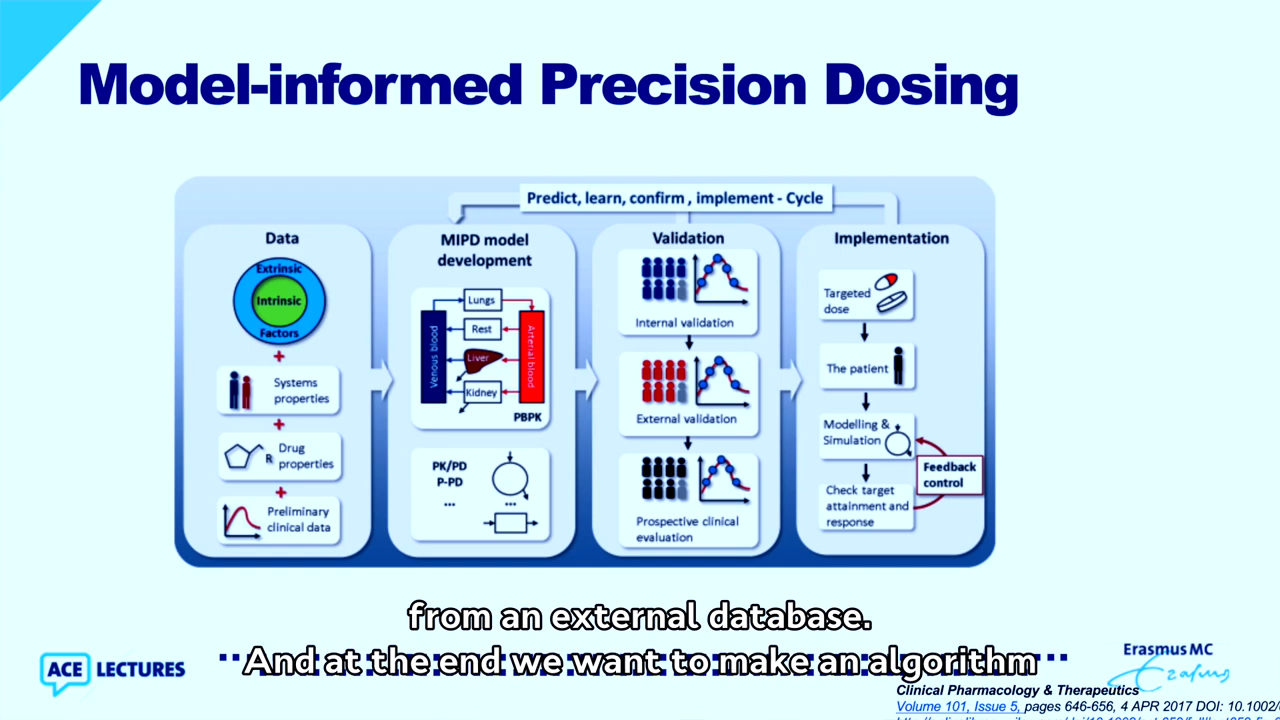 Model-informed Precision Dosing
Predict, learn, confirm , implement - Cycle
Data
Extrinsic
Intrinsic
Factors
+
Systems
properties
+
R
Drug
properties
+
Preliminary
clinical data
MIPD model
development
Lungs
Rest
Liver
Kidney
Venous blood
Arterial blood
PBPK
PK/PD
P-PD
...
...
Validation
Internal validation
External validation
Prospective clinical
evaluation
Implementation
Targeted
dose
The patient
Modelling &
Simulation
Check target
attainment and
response
Feedback
control
from an external database.
And at the end we want to make an algorithm
ACE LECTURES
Erasmus MC
Erasmus
Clinical Pharmacology & Therapeutics
Volume 101, Issue 5, pages 646-656, 4 APR 2017 DOI: 10.1002/